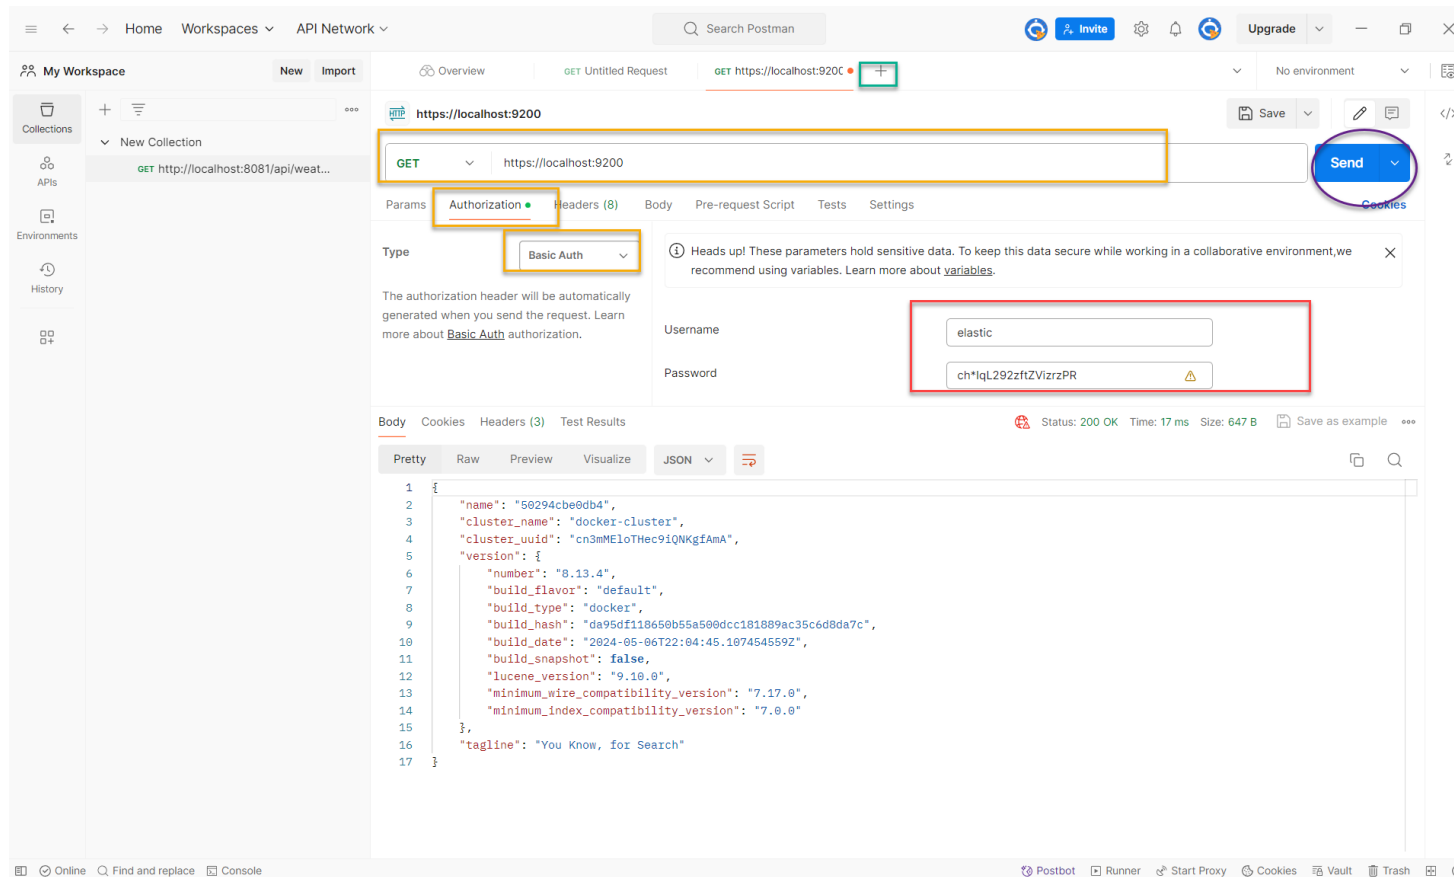 Home Workspaces API Network Search Postman Invite Upgrade
My Workspace New Import Overview GET Untitled Request GET https://localhost:9200 No environment
Collections
APIs
Environments
History
New Collection
GET http://localhost:8081/api/weat...
HTTP https://localhost:9200 Save
GET https://localhost:9200 Send
Params Authorization Headers (8) Body Pre-request Script Tests Settings Cookies
Type Basic Auth
The authorization header will be automatically
generated when you send the request. Learn
more about Basic Auth authorization.
Heads up! These parameters hold sensitive data. To keep this data secure while working in a collaborative environment,we
recommend using variables. Learn more about variables.
Username elastic
Password ch*lqL292zftZVizrzPR
Body Cookies Headers (3) Test Results Status: 200 OK Time: 17 ms Size: 647 B Save as example
Pretty Raw Preview Visualize JSON
1 {
2 "name": "50294cbe0db4",
3 "cluster_name": "docker-cluster",
4 "cluster_uuid": "cn3mMEloTHec9iQNKgfAmA",
5 "version": {
6 "number": "8.13.4",
7 "build_flavor": "default",
8 "build_type": "docker",
9 "build_hash": "da95df118650b55a500dcc181889ac35c6d8da7c",
10 "build_date": "2024-05-06T22:04:45.107454559Z",
11 "build_snapshot": false,
12 "lucene_version": "9.10.0",
13 "minimum_wire_compatibility_version": "7.17.0",
14 "minimum_index_compatibility_version": "7.0.0"
15 },
16 "tagline": "You Know, for Search"
17 }
Online Find and replace Console Postbot Runner Start Proxy Cookies Vault Trash